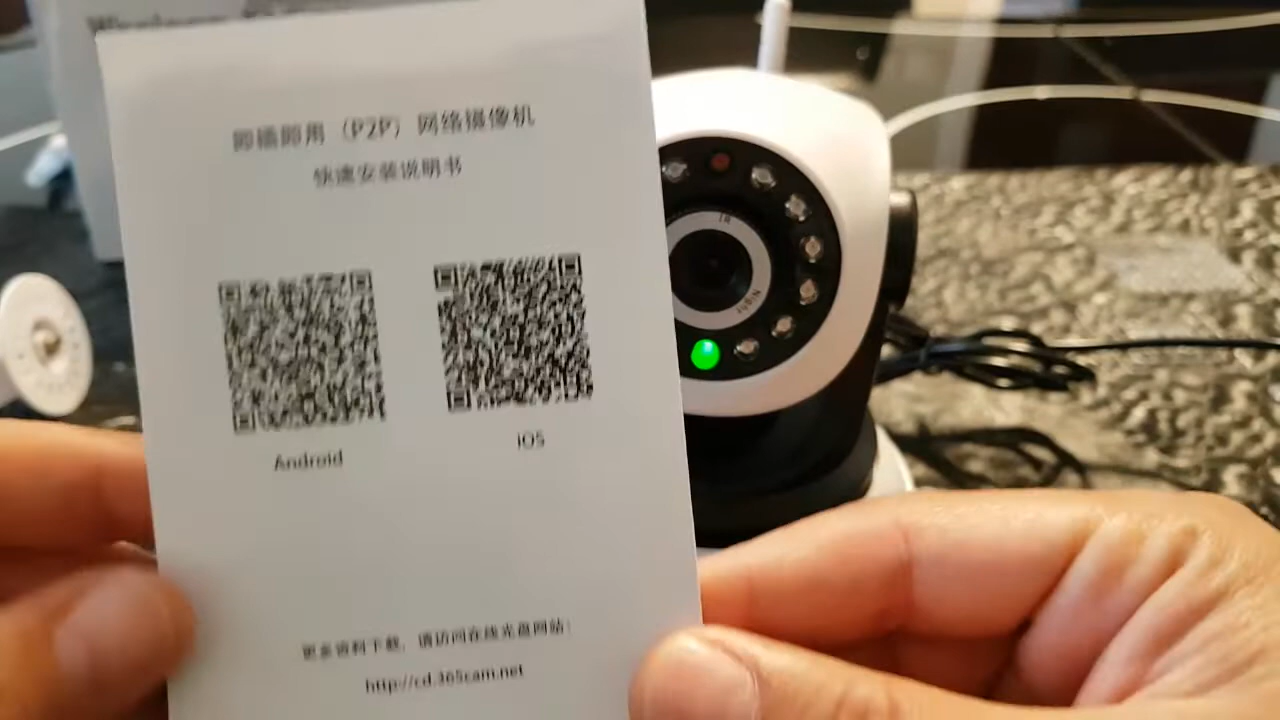 即插即用（P2P）网络摄像机
快速安装说明书
Android
iOS
更多资料下载，请访问在线光盘网站：
http://cd.365cam.net
IR
Night